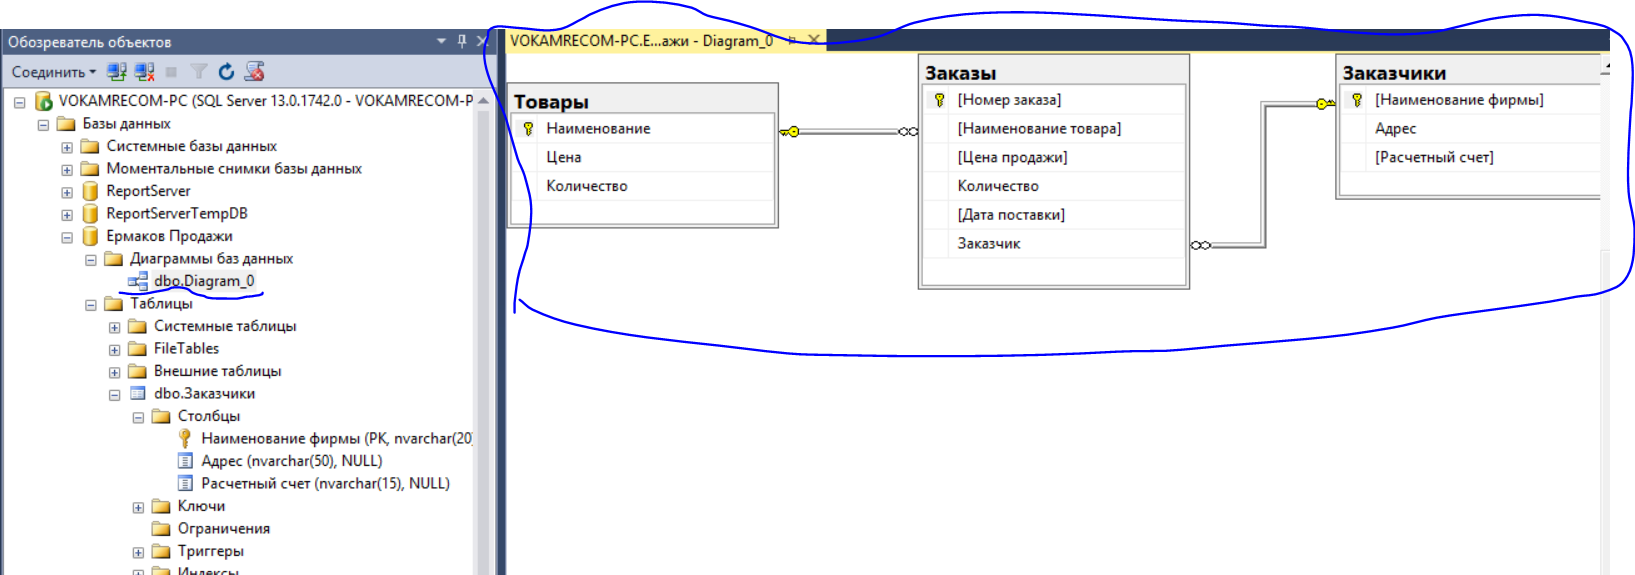 Обозреватель объектов
Соединить
VOKAMRECOM-PC (SQL Server 13.0.1742.0 - VOKAMRECOM-P
Базы данных
Системные базы данных
Моментальные снимки базы данных
ReportServer
ReportServerTempDB
Ермаков Продажи
Диаграммы баз данных
dbo.Diagram_0
Таблицы
Системные таблицы
FileTables
Внешние таблицы
dbo.Заказчики
Столбцы
Наименование фирмы (PK, nvarchar(20)
Адрес (nvarchar(50), NULL)
Расчетный счет (nvarchar(15), NULL)
Ключи
Ограничения
Триггеры
Индексы
VOKAMRECOM-PC.E...ажи - Diagram_0
Товары
Наименование
Цена
Количество
Заказы
[Номер заказа]
[Наименование товара]
[Цена продажи]
Количество
[Дата поставки]
Заказчик
Заказчики
[Наименование фирмы]
Адрес
[Расчетный счет]